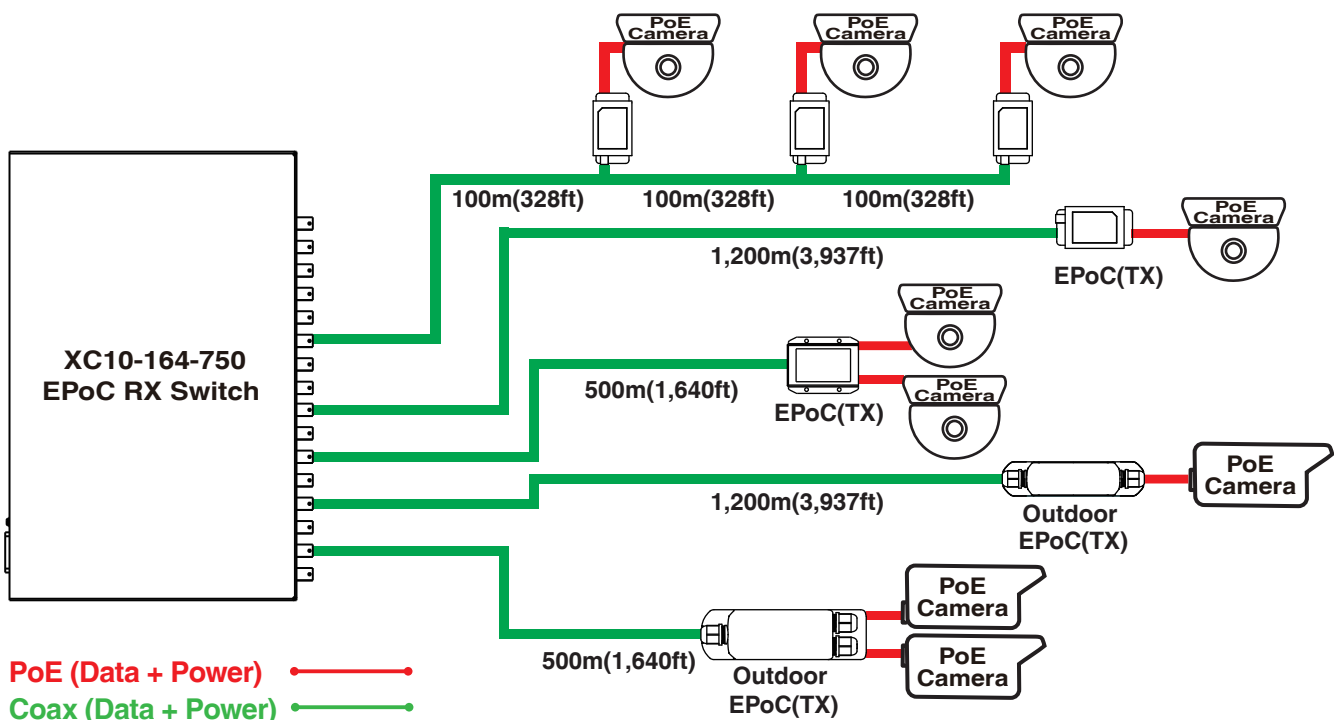 PoE
Camera
PoE
Camera
PoE
Camera
100m(328ft)
100m(328ft)
100m(328ft)
PoE
Camera
1,200m(3,937ft)
EPoC(TX)
XC10-164-750
EPoC RX Switch
PoE
Camera
500m(1,640ft)
EPoC(TX)
PoE
Camera
PoE
Camera
1,200m(3,937ft)
Outdoor
EPoC(TX)
PoE
Camera
500m(1,640ft)
Outdoor
EPoC(TX)
PoE
Camera
PoE (Data + Power)
Coax (Data + Power)